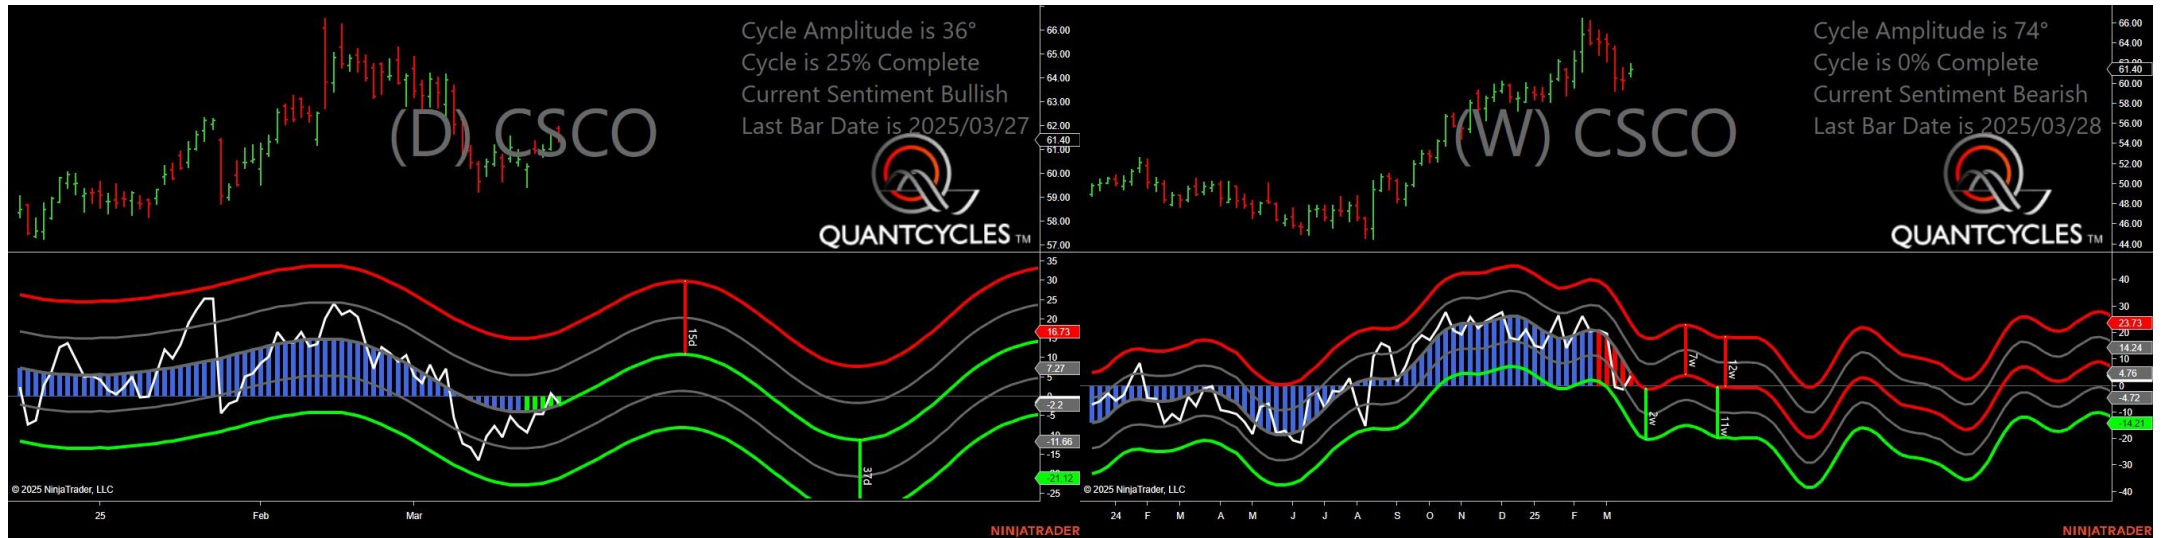 Cycle Amplitude is 36°
Cycle is 25% Complete
Current Sentiment Bullish
Last Bar Date is 2025/03/27
(D) CSCO
QUANTCYCLES TM
66.00
65.00
64.00
63.00
62.00
61.40
61.00
60.00
59.00
58.00
57.00
35
30
25
20
16.73
15
10
7.27
5
-2.2
-5
-11.66
-15
-21.12
-25
15d
37d
© 2025 NinjaTrader, LLC
25 Feb Mar
NINJATRADER
Cycle Amplitude is 74°
Cycle is 0% Complete
Current Sentiment Bearish
Last Bar Date is 2025/03/28
(W) CSCO
QUANTCYCLES TM
66.00
64.00
62.00
61.40
60.00
58.00
56.00
54.00
52.00
50.00
48.00
46.00
44.00
40
30
23.73
20
14.24
10
4.76
0
-4.72
-10
-14.21
-20
-30
-40
7w
12w
2w
11w
© 2025 NinjaTrader, LLC
24 F M A M J J A S O N D 25 F M
NINJATRADER